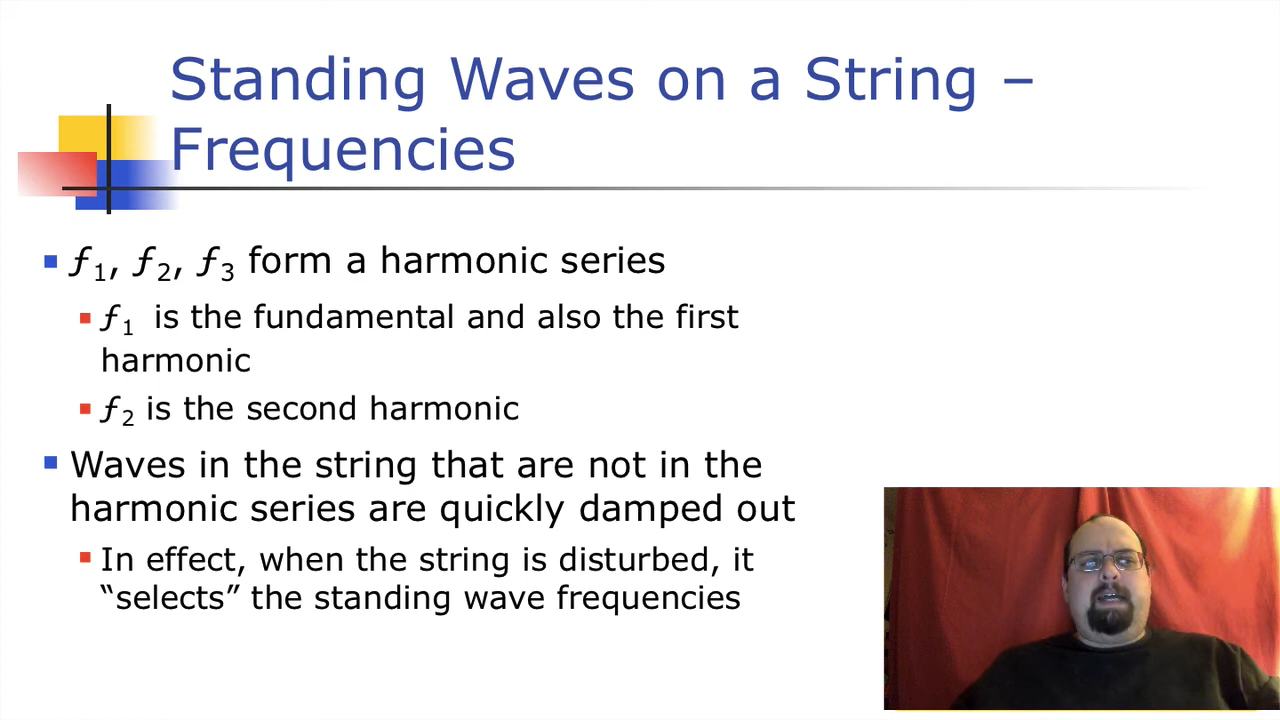 Standing Waves on a String –
Frequencies
ƒ1, ƒ2, ƒ3 form a harmonic series
ƒ1 is the fundamental and also the first
harmonic
ƒ2 is the second harmonic
Waves in the string that are not in the
harmonic series are quickly damped out
In effect, when the string is disturbed, it
“selects” the standing wave frequencies